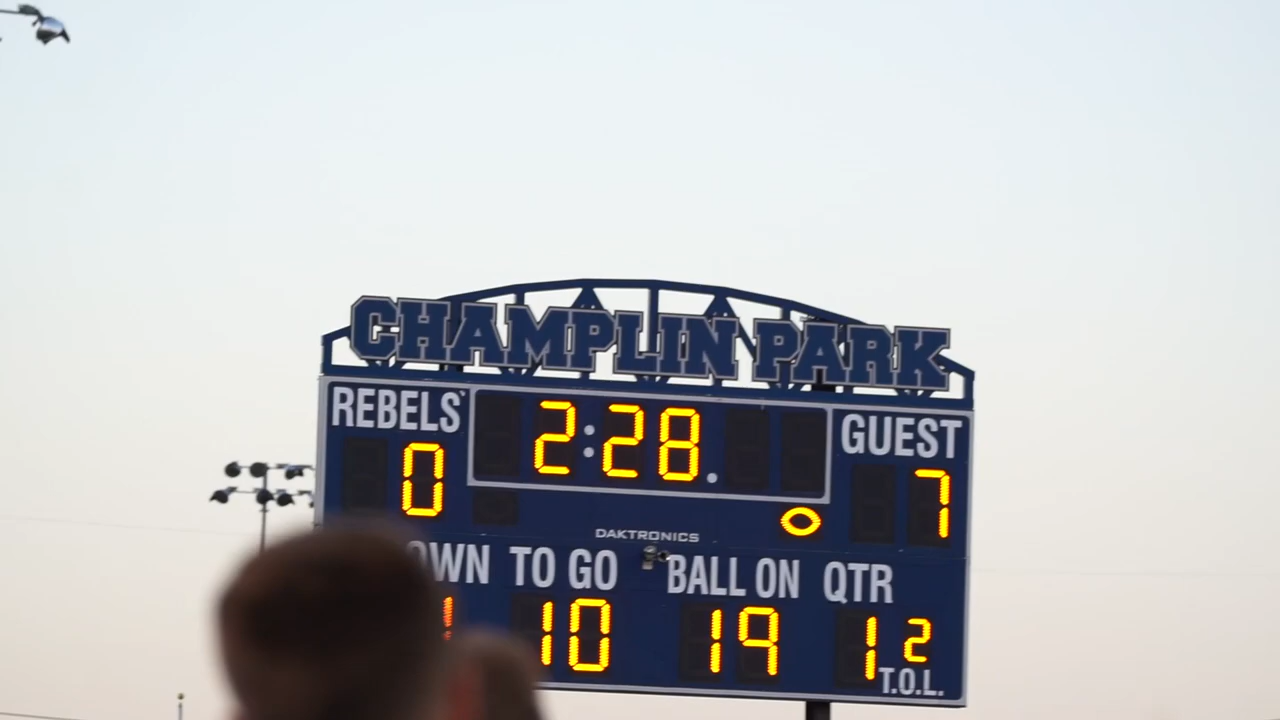 CHAMPLIN PARK
REBELS 2:28. GUEST
0 7
DAKTRONICS
OWN TO GO BALL ON QTR
10 19 1 2
T.O.L.